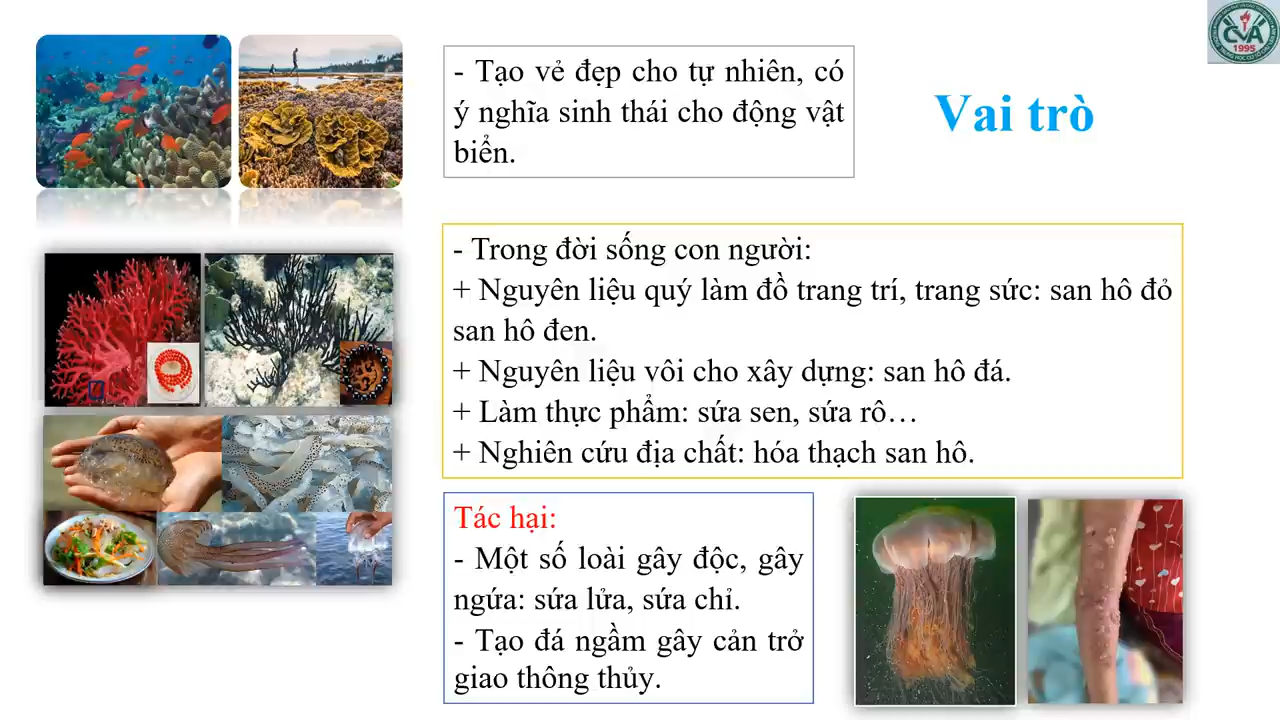 Vai trò
- Tạo vẻ đẹp cho tự nhiên, có
ý nghĩa sinh thái cho động vật
biển.
- Trong đời sống con người:
+ Nguyên liệu quý làm đồ trang trí, trang sức: san hô đỏ
san hô đen.
+ Nguyên liệu vôi cho xây dựng: san hô đá.
+ Làm thực phẩm: sứa sen, sứa rô…
+ Nghiên cứu địa chất: hóa thạch san hô.
Tác hại:
- Một số loài gây độc, gây
ngứa: sứa lửa, sứa chỉ.
- Tạo đá ngầm gây cản trở
giao thông thủy.
CVA
1995